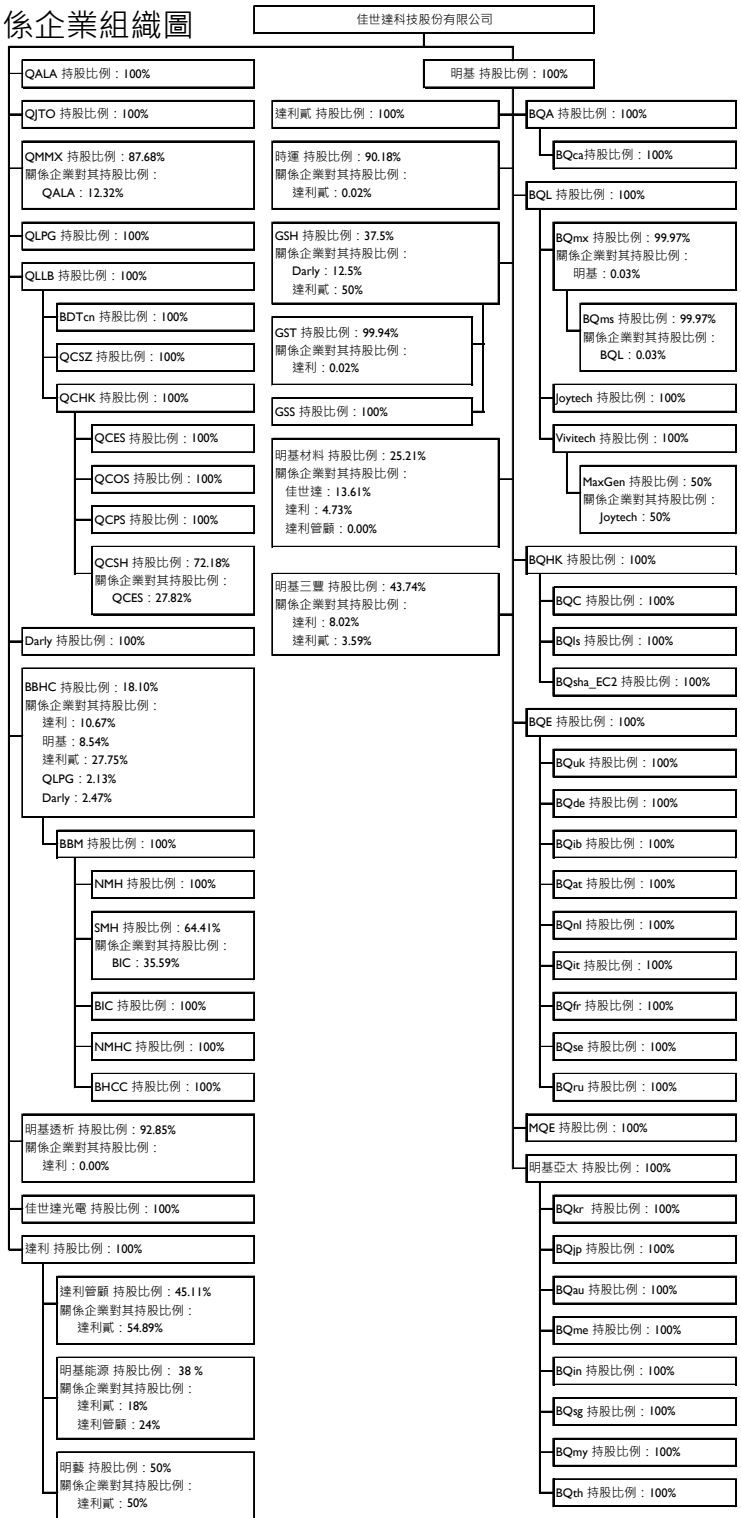 係企業組織圖
佳世達科技股份有限公司
QALA 持股比例：100%
QJTO 持股比例：100%
QMMX 持股比例：87.68%
關係企業對其持股比例：
QALA：12.32%
QLPG 持股比例：100%
QLLB 持股比例：100%
BDTcn 持股比例：100%
QCSZ 持股比例：100%
QCHK 持股比例：100%
QCES 持股比例：100%
QCOS 持股比例：100%
QCPS 持股比例：100%
QCSH 持股比例：72.18%
關係企業對其持股比例：
QCES：27.82%
Darly 持股比例：100%
BBHC 持股比例：18.10%
關係企業對其持股比例：
達利：10.67%
明基：8.54%
達利貳：27.75%
QLPG：2.13%
Darly：2.47%
BBM 持股比例：100%
NMH 持股比例：100%
SMH 持股比例：64.41%
關係企業對其持股比例：
BIC：35.59%
BIC 持股比例：100%
NMHC 持股比例：100%
BHCC 持股比例：100%
明基透析 持股比例：92.85%
關係企業對其持股比例：
達利：0.00%
佳世達光電 持股比例：100%
達利 持股比例：100%
達利管顧 持股比例：45.11%
關係企業對其持股比例：
達利貳：54.89%
明基能源 持股比例： 38 %
關係企業對其持股比例：
達利貳：18%
達利管顧：24%
明藝 持股比例：50%
關係企業對其持股比例：
達利貳：50%
明基 持股比例：100%
達利貳 持股比例：100%
時運 持股比例：90.18%
關係企業對其持股比例：
達利貳：0.02%
GSH 持股比例：37.5%
關係企業對其持股比例：
Darly：12.5%
達利貳：50%
GST 持股比例：99.94%
關係企業對其持股比例：
達利：0.02%
GSS 持股比例：100%
明基材料 持股比例：25.21%
關係企業對其持股比例：
佳世達：13.61%
達利：4.73%
達利管顧：0.00%
明基三豐 持股比例：43.74%
關係企業對其持股比例：
達利：8.02%
達利貳：3.59%
BQA 持股比例：100%
BQca持股比例：100%
BQL 持股比例：100%
BQmx 持股比例：99.97%
關係企業對其持股比例：
明基：0.03%
BQms 持股比例：99.97%
關係企業對其持股比例：
BQL：0.03%
Joytech 持股比例：100%
Vivitech 持股比例：100%
MaxGen 持股比例：50%
關係企業對其持股比例：
Joytech：50%
BQHK 持股比例：100%
BQC 持股比例：100%
BQls 持股比例：100%
BQsha_EC2 持股比例：100%
BQE 持股比例：100%
BQuk 持股比例：100%
BQde 持股比例：100%
BQib 持股比例：100%
BQat 持股比例：100%
BQnl 持股比例：100%
BQit 持股比例：100%
BQfr 持股比例：100%
BQse 持股比例：100%
BQru 持股比例：100%
MQE 持股比例：100%
明基亞太 持股比例：100%
BQkr 持股比例：100%
BQjp 持股比例：100%
BQau 持股比例：100%
BQme 持股比例：100%
BQin 持股比例：100%
BQsg 持股比例：100%
BQmy 持股比例：100%
BQth 持股比例：100%